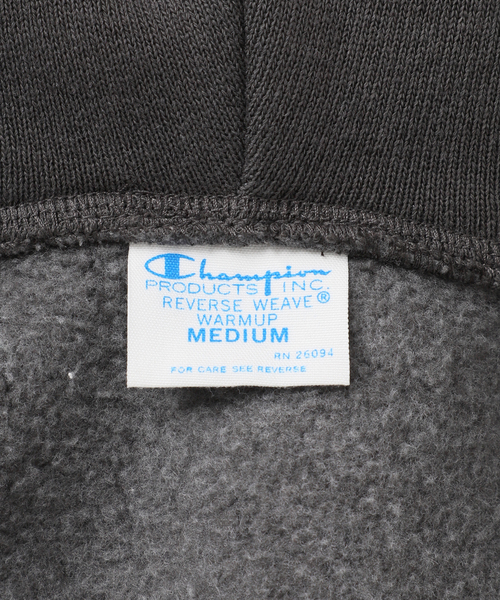 Champion
PRODUCTS INC.
REVERSE WEAVE®
WARMUP
MEDIUM
RN 26094
FOR CARE SEE REVERSE